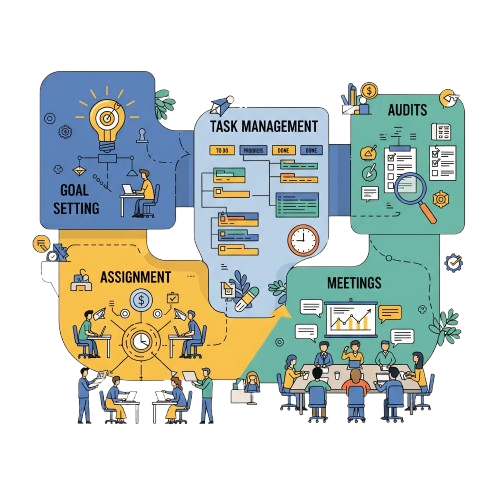 GOAL
SETTING
TASK MANAGEMENT
TO DO
PROGRESS
DONE
DONE
AUDITS
ASSIGNMENT
MEETINGS